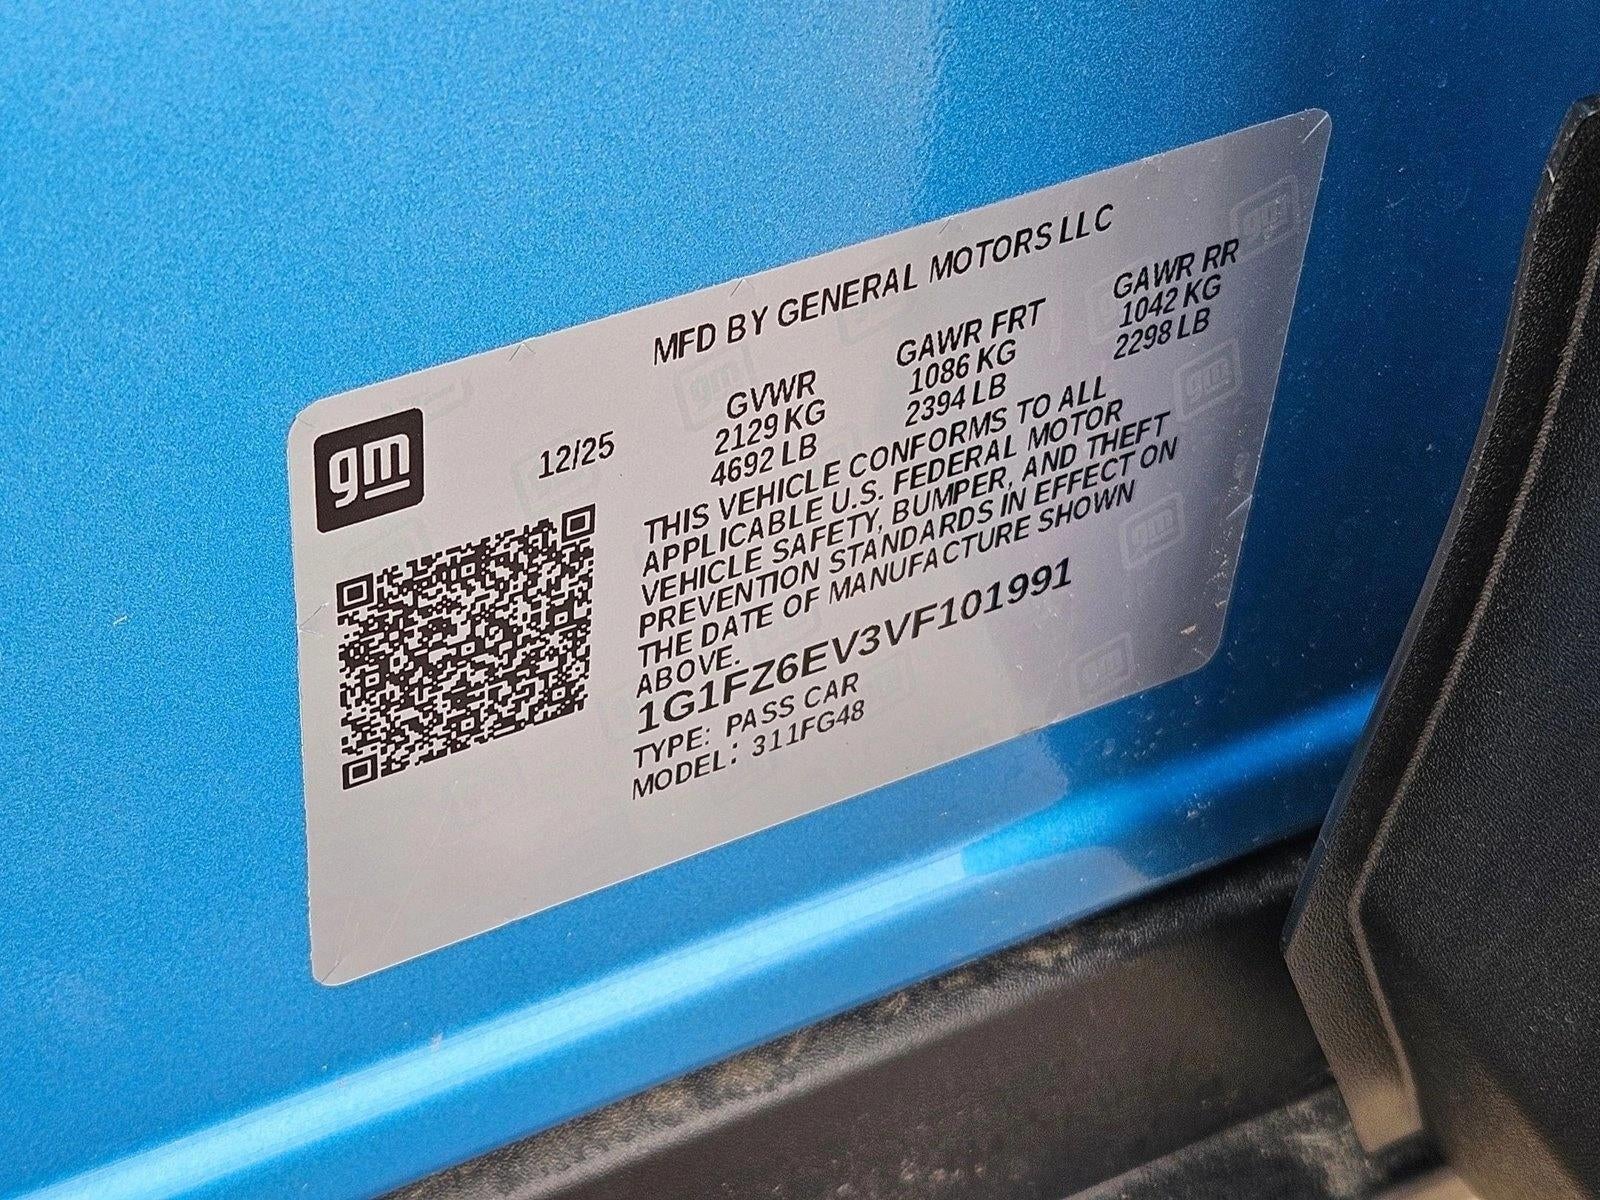 MFD BY GENERAL MOTORS LLC
gm
12/25
GVWR GAWR FRT GAWR RR
2129 KG 1086 KG 1042 KG
4692 LB 2394 LB 2298 LB
THIS VEHICLE CONFORMS TO ALL
APPLICABLE U.S. FEDERAL MOTOR
VEHICLE SAFETY, BUMPER, AND THEFT
PREVENTION STANDARDS IN EFFECT ON
THE DATE OF MANUFACTURE SHOWN
ABOVE.
1G1FZ6EV3VF101991
TYPE: PASS CAR
MODEL: 311FG48